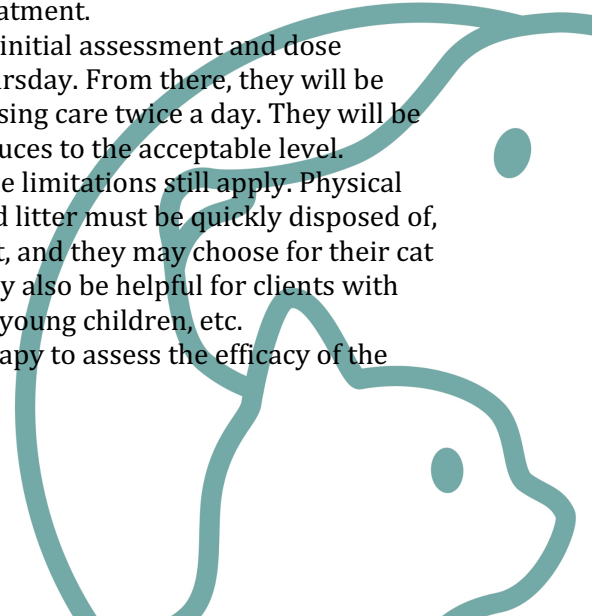 atment.
initial assessment and dose
rsday. From there, they will be
sing care twice a day. They will be
uces to the acceptable level.
e limitations still apply. Physical
d litter must be quickly disposed of,
t, and they may choose for their cat
y also be helpful for clients with
young children, etc.
apy to assess the efficacy of the